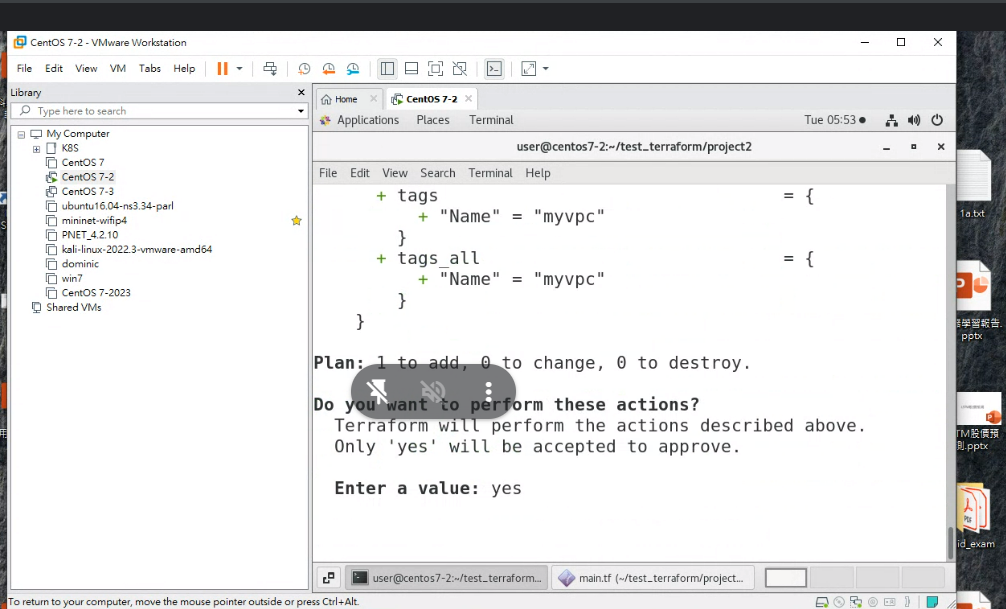 CentOS 7-2 - VMware Workstation
File Edit View VM Tabs Help
Library
Type here to search
My Computer
K8S
CentOS 7
CentOS 7-2
CentOS 7-3
ubuntu16.04-ns3.34-parl
mininet-wifip4
PNET_4.2.10
kali-linux-2022.3-vmware-amd64
dominic
win7
CentOS 7-2023
Shared VMs
Home
CentOS 7-2
Applications Places Terminal
Tue 05:53
user@centos7-2:~/test_terraform/project2
File Edit View Search Terminal Help
+ tags = {
+ "Name" = "myvpc"
}
+ tags_all = {
+ "Name" = "myvpc"
}
}
Plan: 1 to add, 0 to change, 0 to destroy.
Do you want to perform these actions?
Terraform will perform the actions described above.
Only 'yes' will be accepted to approve.
Enter a value: yes
user@centos7-2:~/test_terraform...
main.tf (~/test_terraform/project...
To return to your computer, move the mouse pointer outside or press Ctrl+Alt.
1a.txt
學習報告.
pptx
TM股價預
測.pptx
id_exam